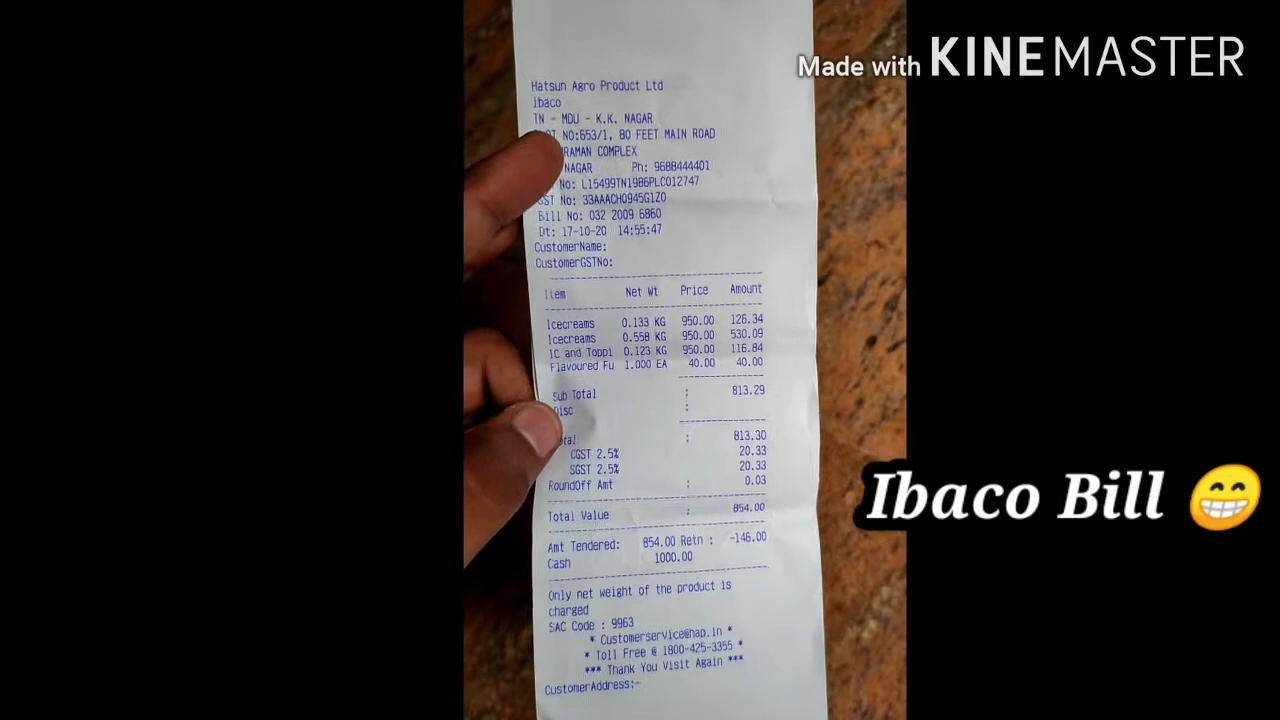 Made with KINEMASTER
Hatsun Agro Product Ltd
ibaco
TN - MDU - K.K. NAGAR
NO:653/1, 80 FEET MAIN ROAD
RAMAN COMPLEX
NAGAR Ph: 9688444401
No: L15499TN1986PLC012747
GST No: 33AAACH0945G1Z0
Bill No: 032 2009 6860
Dt: 17-10-20 14:55:47
CustomerName:
CustomerGSTNo:
Item Net Wt Price Amount
Icecreams 0.133 KG 950.00 126.34
Icecreams 0.558 KG 950.00 530.09
IC and Toppi 0.123 KG 950.00 116.84
Flavoured Fu 1.000 EA 40.00 40.00
Sub Total : 813.29
Disc :
Total : 813.30
CGST 2.5% 20.33
SGST 2.5% 20.33
RoundOff Amt : 0.03
Total Value : 854.00
Amt Tendered: 854.00 Retn : -146.00
Cash 1000.00
Only net weight of the product is
charged
SAC Code : 9963
* Customerservice@hap.in *
* Toll Free @ 1800-425-3355 *
*** Thank You Visit Again ***
CustomerAddress:-
Ibaco Bill 😁